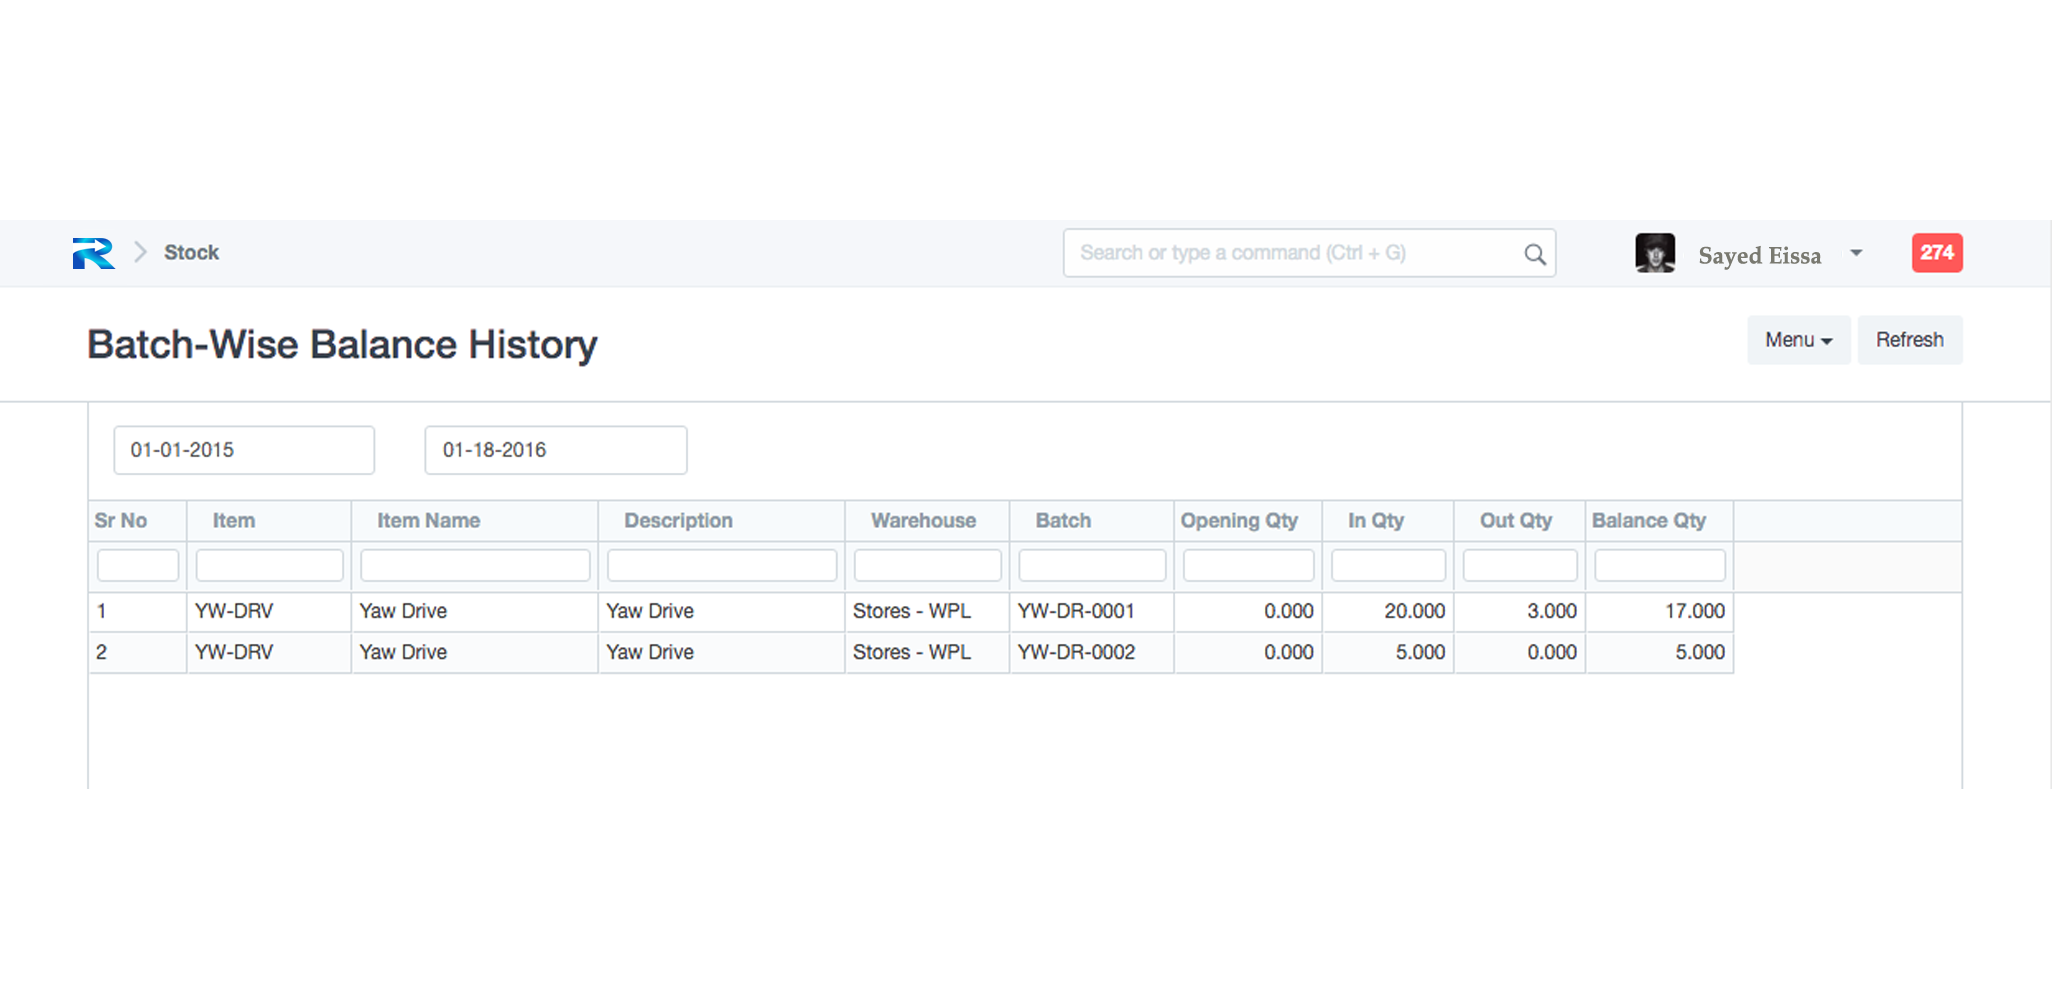 Stock
Search or type a command (Ctrl + G)
Sayed Eissa
274
Batch-Wise Balance History
Menu
Refresh
01-01-2015 01-18-2016
Sr No Item Item Name Description Warehouse Batch Opening Qty In Qty Out Qty Balance Qty
1 YW-DRV Yaw Drive Yaw Drive Stores - WPL YW-DR-0001 0.000 20.000 3.000 17.000
2 YW-DRV Yaw Drive Yaw Drive Stores - WPL YW-DR-0002 0.000 5.000 0.000 5.000